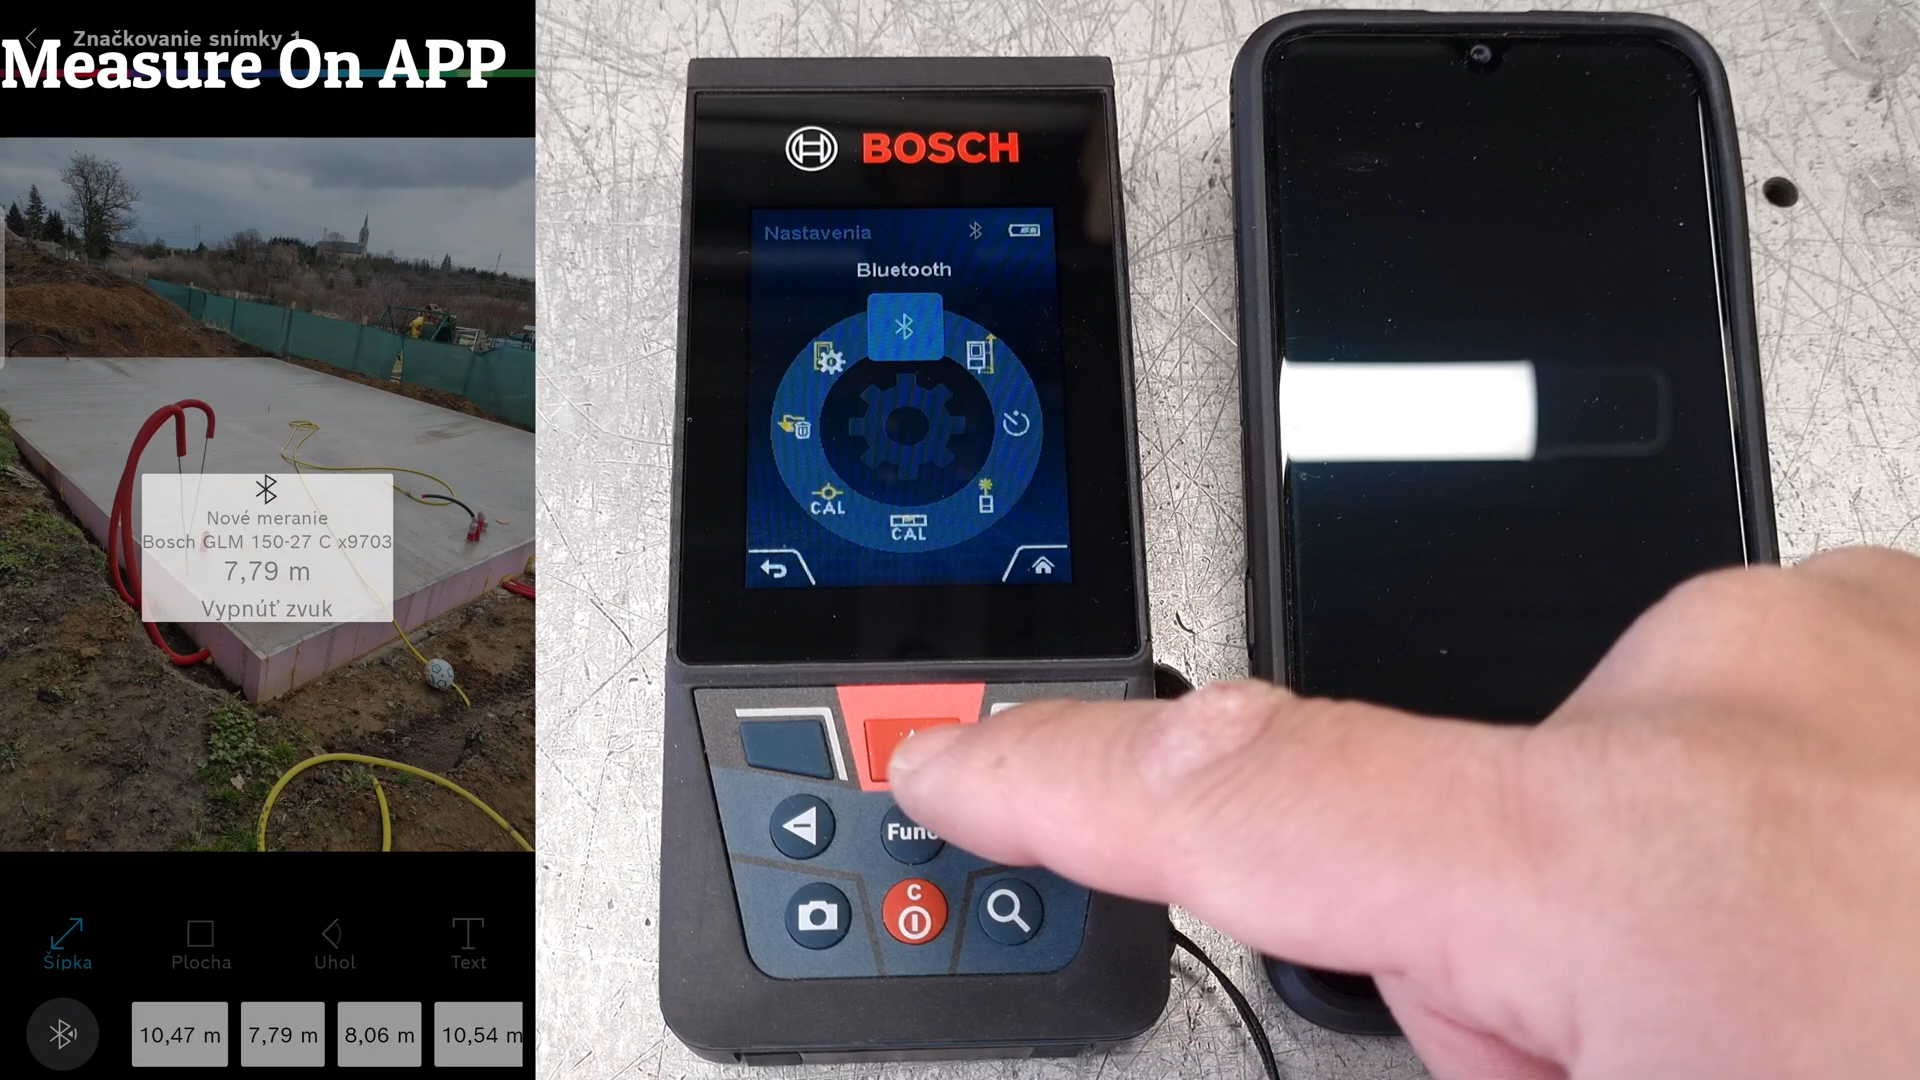 Značkovanie snímky 1
Measure On APP
Nové meranie
Bosch GLM 150-27 C x9703
7,79 m
Vypnúť zvuk
Šípka
Plocha
Uhol
Text
10,47 m
7,79 m
8,06 m
10,54 m
BOSCH
Nastavenia
Bluetooth
CAL
CAL
Func
C